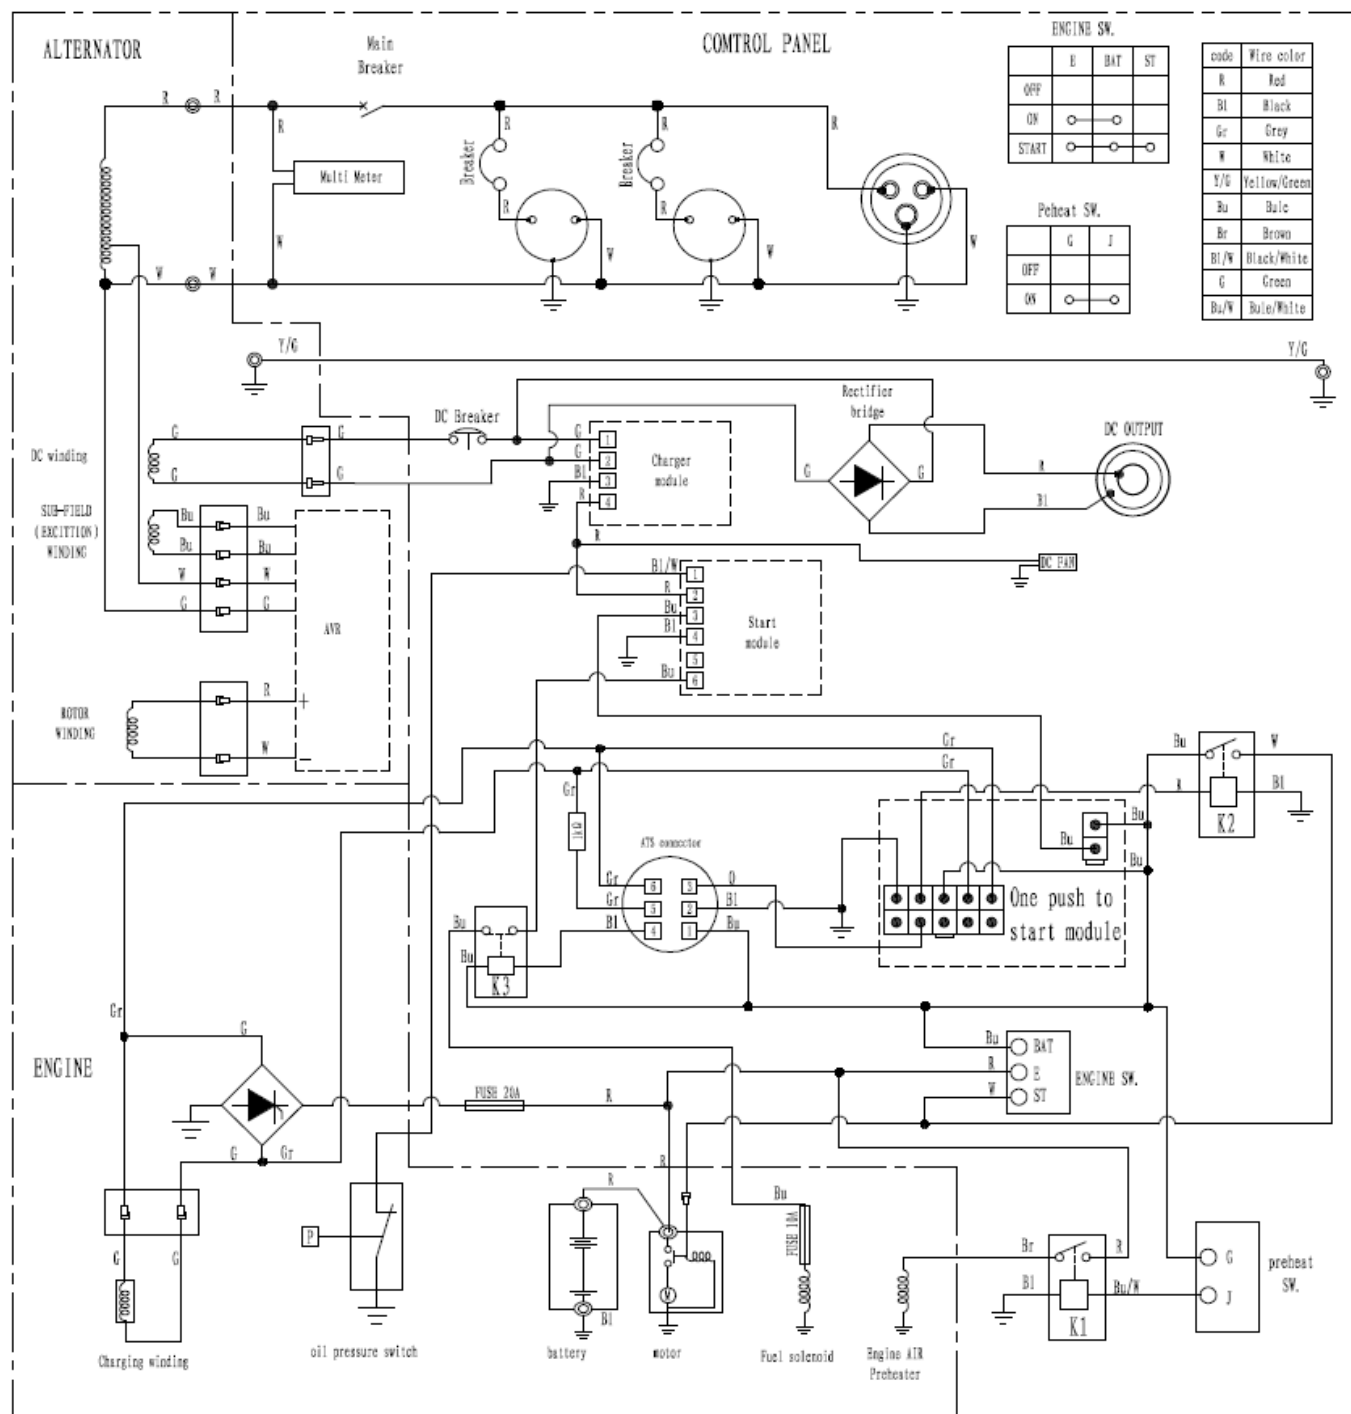 ALTERNATOR
Main
Breaker
COMTROL PANEL
ENGINE SW.
E BAT ST
OFF
ON
START
code Wire color
R Red
Bl Black
Gr Grey
W White
Y/G Yellow/Green
Bu Bule
Br Brown
Bl/W Black/White
G Green
Bu/W Bule/White
Peheat SW.
G J
OFF
ON
R R
R
Multi Meter
W
W W
Breaker
R
R
W
Breaker
R
R
W
R
W
Y/G
Y/G
DC winding
G G
G G
DC Breaker
G 1
G 2
Bl 3
R 4
Charger
module
R
Rectifier
bridge
G G
DC OUTPUT
R
Bl
DC FAN
SUB-FIELD
(EXCITTION)
WINDING
Bu Bu
Bu Bu
W W
G G
AVR
ROTOR
WINDING
R +
W −
Bl/W 1
R 2
Bu 3
Bl 4
5
Bu 6
Start
module
Gr
Gr
Gr
1kΩ
ATS connector
Gr 6 3 O
Gr 5 2 Bl
Bl 4 1 Bu
Bu
Bu
K3
Bu
Bu
One push to
start module
Bu W
R Bl
K2
Gr
G
G Gr
ENGINE
FUSE 20A
R
Bu BAT
R E
W ST
ENGINE SW.
G G
Charging winding
P
oil pressure switch
R
R
Bl
battery
M
motor
Bu
FUSE 10A
Fuel solenoid
Engine AIR
Preheater
Br R
Bl Bu/W
K1
G
J
preheat
SW.